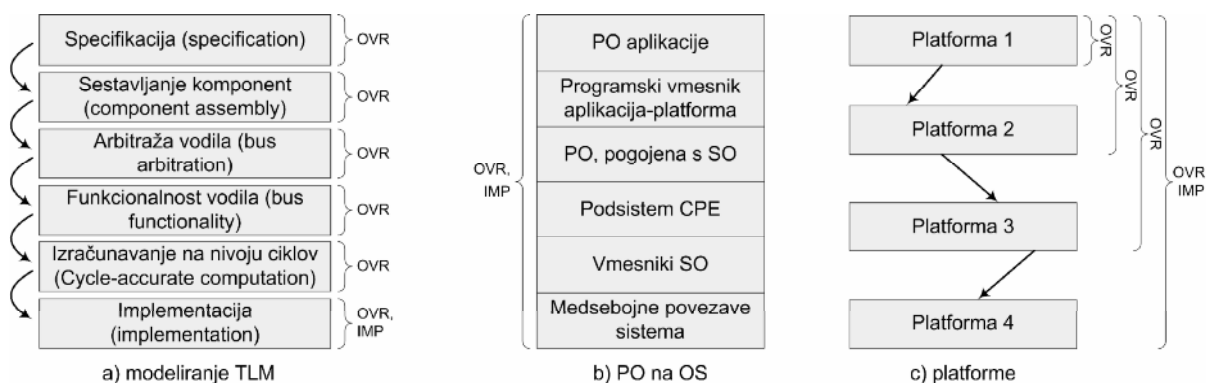 Specifikacija (specification)
OVR
Sestavljanje komponent
(component assembly)
OVR
Arbitraža vodila (bus
arbitration)
OVR
Funkcionalnost vodila (bus
functionality)
OVR
Izračunavanje na nivoju ciklov
(Cycle-accurate computation)
OVR
Implementacija
(implementation)
OVR,
IMP
a) modeliranje TLM
OVR,
IMP
PO aplikacije
Programski vmesnik
aplikacija-platforma
PO, pogojena s SO
Podsistem CPE
Vmesniki SO
Medsebojne povezave
sistema
b) PO na OS
Platforma 1
OVR
Platforma 2
OVR
Platforma 3
OVR
Platforma 4
OVR
IMP
c) platforme